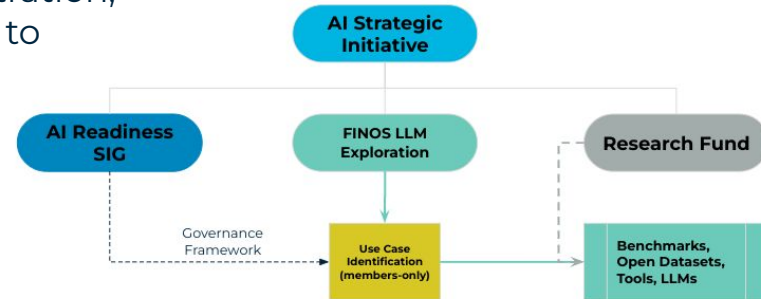 to
AI Strategic
Initiative
AI Readiness
SIG
FINOS LLM
Exploration
Research Fund
Governance
Framework
Use Case
Identification
(members-only)
Benchmarks,
Open Datasets,
Tools, LLMs